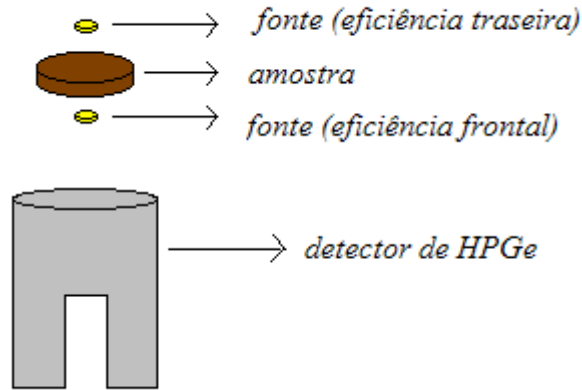 fonte (eficiência traseira)
amostra
fonte (eficiência frontal)
detector de HPGe